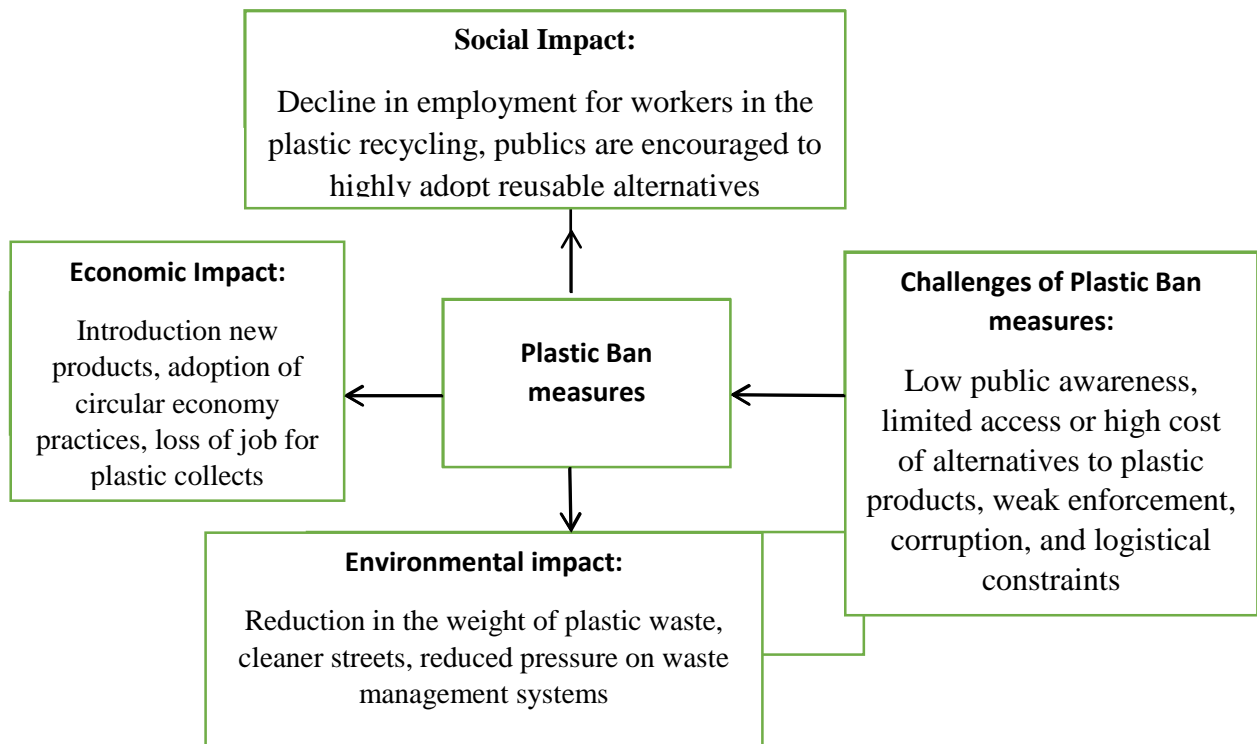 Social Impact:
Decline in employment for workers in the
plastic recycling, publics are encouraged to
highly adopt reusable alternatives
Economic Impact:
Introduction new
products, adoption of
circular economy
practices, loss of job for
plastic collects
Plastic Ban
measures
Challenges of Plastic Ban
measures:
Low public awareness,
limited access or high cost
of alternatives to plastic
products, weak enforcement,
corruption, and logistical
constraints
Environmental impact:
Reduction in the weight of plastic waste,
cleaner streets, reduced pressure on waste
management systems